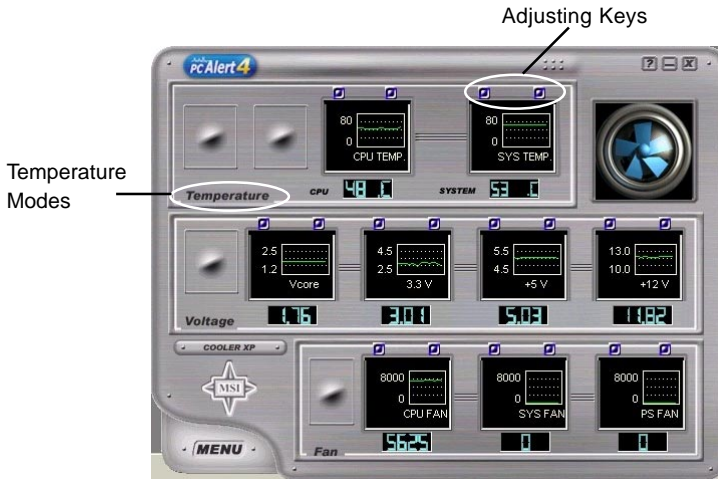 Adjusting Keys
PC Alert 4
? — X
80
0
CPU TEMP.
80
0
SYS TEMP.
Temperature
Modes
Temperature
CPU 48 .C
SYSTEM 53 .C
2.5
1.2
Vcore
4.5
2.5
3.3 V
5.5
4.5
+5 V
13.0
10.0
+12 V
Voltage
1.76
3.01
5.03
11.82
COOLER XP
MSI
8000
0
CPU FAN
8000
0
SYS FAN
8000
0
PS FAN
MENU
Fan
5625
0
0